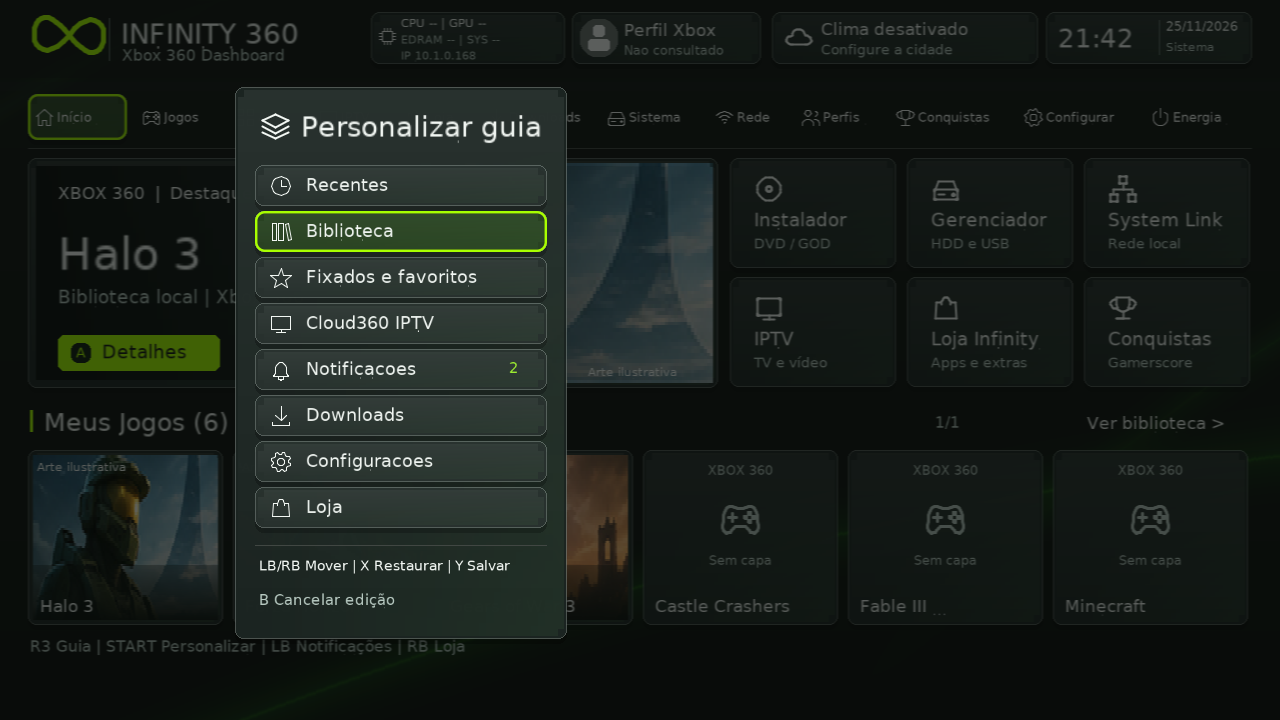 INFINITY 360
Xbox 360 Dashboard
CPU -- | GPU --
EDRAM -- | SYS --
IP 10.1.0.168
Perfil Xbox
Nao consultado
Clima desativado
Configure a cidade
21:42
25/11/2026
Sistema
Início
Jogos
ds
Sistema
Rede
Perfis
Conquistas
Configurar
Energia
Personalizar guia
Recentes
Biblioteca
Fixados e favoritos
Cloud360 IPTV
Notificacoes 2
Downloads
Configuracoes
Loja
LB/RB Mover | X Restaurar | Y Salvar
B Cancelar edição
XBOX 360 | Destaqu
Halo 3
Biblioteca local | Xb
A Detalhes
Arte ilustrativa
Instalador
DVD / GOD
Gerenciador
HDD e USB
System Link
Rede local
IPTV
TV e vídeo
Loja Infinity
Apps e extras
Conquistas
Gamerscore
Meus Jogos (6)
1/1
Ver biblioteca >
Arte ilustrativa
Halo 3
3
XBOX 360
Sem capa
Castle Crashers
XBOX 360
Sem capa
Fable III ...
XBOX 360
Sem capa
Minecraft
R3 Guia | START Personalizar | LB Notificações | RB Loja